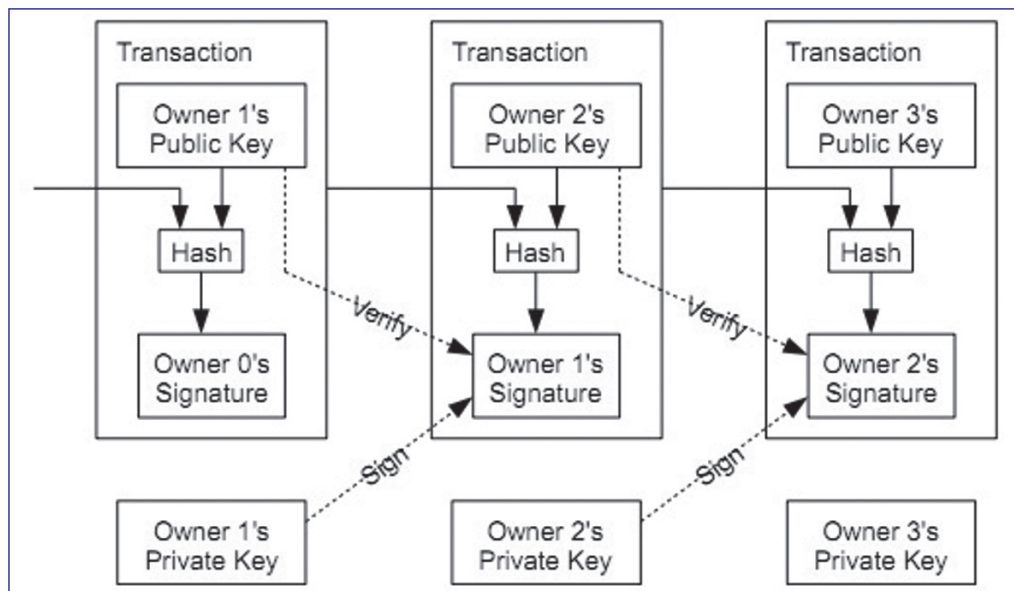 Transaction
Owner 1's
Public Key
Hash
Owner 0's
Signature
Transaction
Owner 2's
Public Key
Hash
Verify
Owner 1's
Signature
Transaction
Owner 3's
Public Key
Hash
Verify
Owner 2's
Signature
Owner 1's
Private Key
Sign
Owner 2's
Private Key
Sign
Owner 3's
Private Key